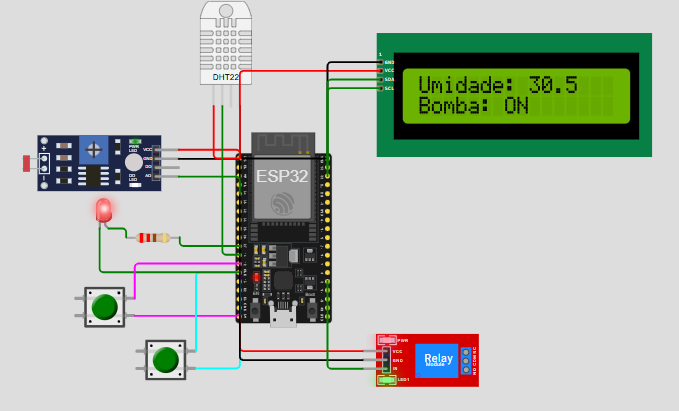 DHT22
1
GND
VCC
SDA
SCL
Umidade: 30.5
Bomba: ON
PWR
LED
VCC
GND
DO
AO
DO
LED
ESP32
PWR
VCC
GND
IN
LED1
Relay
Module
NC
COM
NO